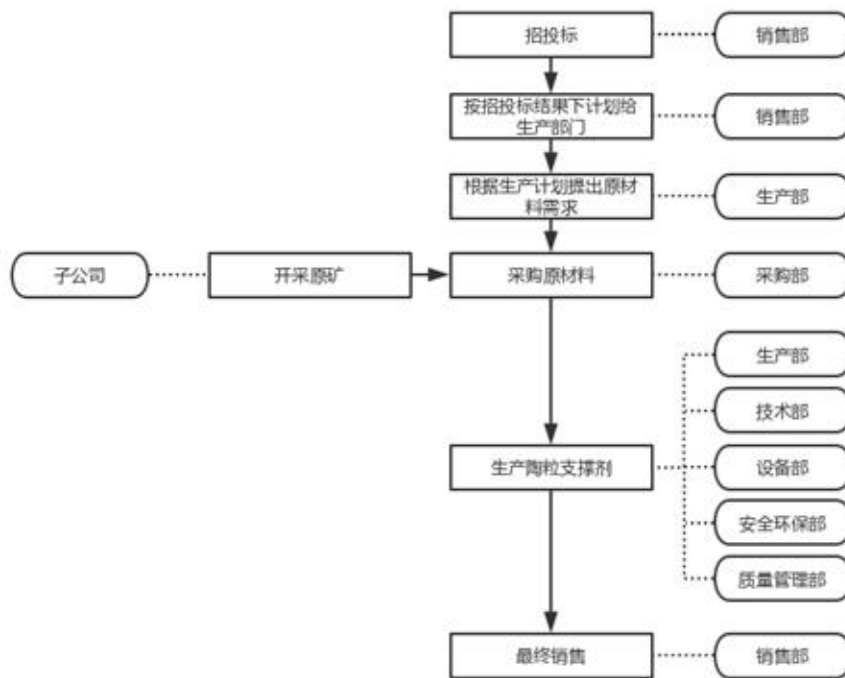 招投标
销售部
按招投标结果下计划给
生产部门
销售部
根据生产计划提出原材
料需求
生产部
子公司
开采原矿
采购原材料
采购部
生产部
技术部
生产陶粒支撑剂
设备部
安全环保部
质量管理部
最终销售
销售部